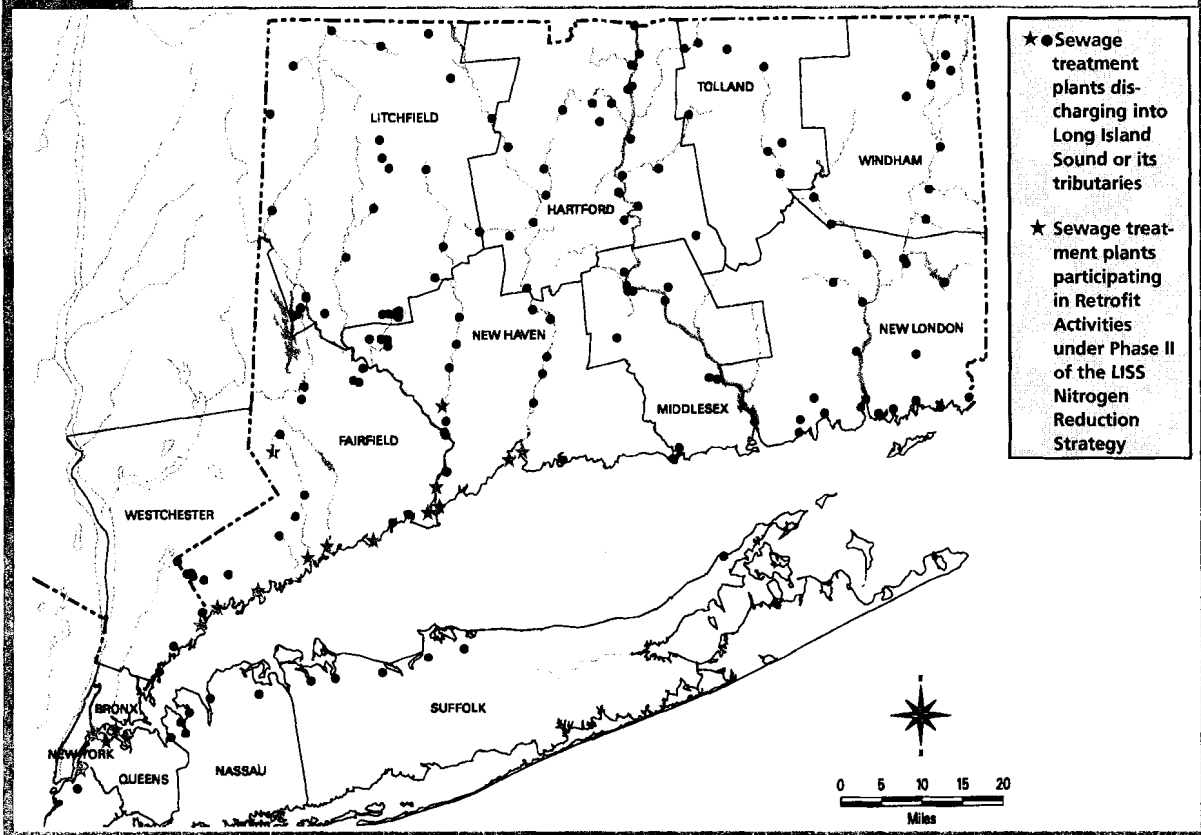 LITCHFIELD
TOLLAND
WINDHAM
HARTFORD
NEW HAVEN
NEW LONDON
MIDDLESEX
FAIRFIELD
WESTCHESTER
BRONX
NEW YORK
QUEENS
NASSAU
SUFFOLK
★●Sewage
treatment
plants dis-
charging into
Long Island
Sound or its
tributaries
★ Sewage treat-
ment plants
participating
in Retrofit
Activities
under Phase II
of the LISS
Nitrogen
Reduction
Strategy
0 5 10 15 20
Miles